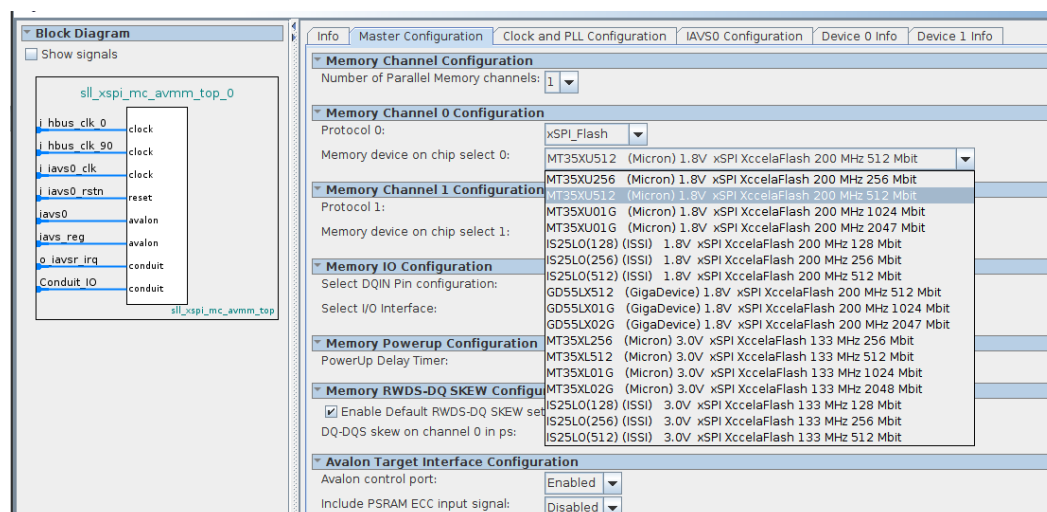 Block Diagram
Show signals
sll_xspi_mc_avmm_top_0
i_hbus_clk_0
clock
i_hbus_clk_90
clock
i_iavs0_clk
clock
i_iavs0_rstn
reset
iavs0
avalon
iavs_reg
avalon
o_iavsr_irq
conduit
Conduit_IO
conduit
sll_xspi_mc_avmm_top
Info Master Configuration Clock and PLL Configuration IAVS0 Configuration Device 0 Info Device 1 Info
Memory Channel Configuration
Number of Parallel Memory channels: 1
Memory Channel 0 Configuration
Protocol 0: xSPI_Flash
Memory device on chip select 0: MT35XU512 (Micron) 1.8V xSPI XccelaFlash 200 MHz 512 Mbit
MT35XU256 (Micron) 1.8V xSPI XccelaFlash 200 MHz 256 Mbit
MT35XU512 (Micron) 1.8V xSPI XccelaFlash 200 MHz 512 Mbit
MT35XU01G (Micron) 1.8V xSPI XccelaFlash 200 MHz 1024 Mbit
MT35XU01G (Micron) 1.8V xSPI XccelaFlash 200 MHz 2047 Mbit
IS25LO(128) (ISSI) 1.8V xSPI XccelaFlash 200 MHz 128 Mbit
IS25LO(256) (ISSI) 1.8V xSPI XccelaFlash 200 MHz 256 Mbit
IS25LO(512) (ISSI) 1.8V xSPI XccelaFlash 200 MHz 512 Mbit
GD55LX512 (GigaDevice) 1.8V xSPI XccelaFlash 200 MHz 512 Mbit
GD55LX01G (GigaDevice) 1.8V xSPI XccelaFlash 200 MHz 1024 Mbit
GD55LX02G (GigaDevice) 1.8V xSPI XccelaFlash 200 MHz 2047 Mbit
MT35XL256 (Micron) 3.0V xSPI XccelaFlash 133 MHz 256 Mbit
MT35XL512 (Micron) 3.0V xSPI XccelaFlash 133 MHz 512 Mbit
MT35XL01G (Micron) 3.0V xSPI XccelaFlash 133 MHz 1024 Mbit
MT35XL02G (Micron) 3.0V xSPI XccelaFlash 133 MHz 2048 Mbit
IS25LO(128) (ISSI) 3.0V xSPI XccelaFlash 133 MHz 128 Mbit
IS25LO(256) (ISSI) 3.0V xSPI XccelaFlash 133 MHz 256 Mbit
IS25LO(512) (ISSI) 3.0V xSPI XccelaFlash 133 MHz 512 Mbit
Memory Channel 1 Configuration
Protocol 1:
Memory device on chip select 1:
Memory IO Configuration
Select DQIN Pin configuration:
Select I/O Interface:
Memory Powerup Configuration
PowerUp Delay Timer:
Memory RWDS-DQ SKEW Configu
Enable Default RWDS-DQ SKEW set
DQ-DQS skew on channel 0 in ps:
Avalon Target Interface Configuration
Avalon control port: Enabled
Include PSRAM ECC input signal: Disabled